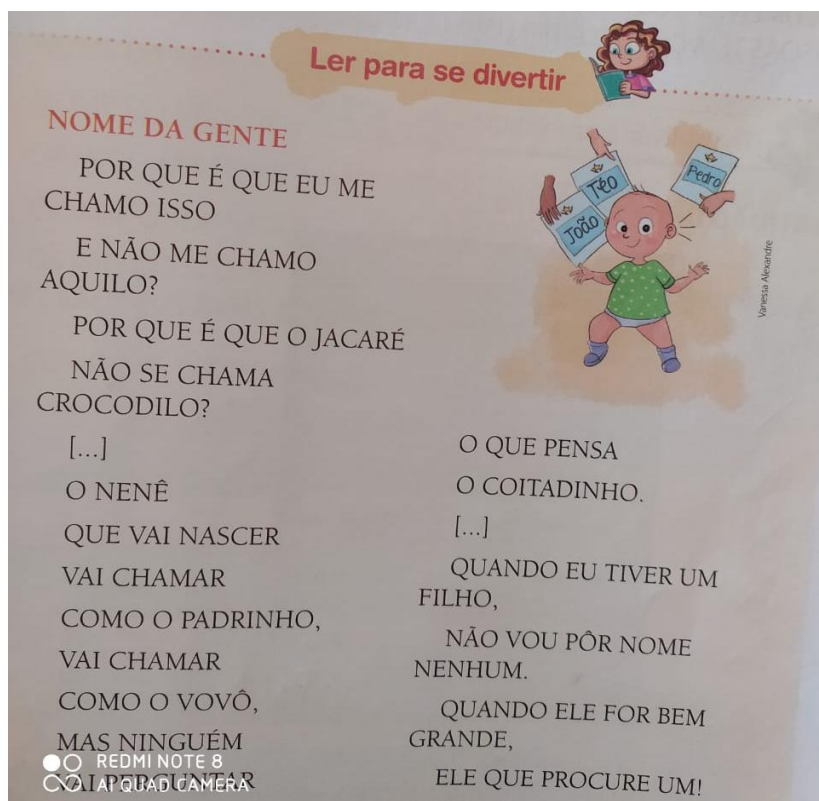 Ler para se divertir
NOME DA GENTE
POR QUE É QUE EU ME
CHAMO ISSO
E NÃO ME CHAMO
AQUILO?
POR QUE É QUE O JACARÉ
NÃO SE CHAMA
CROCODILO?
[...]
O NENÊ
QUE VAI NASCER
VAI CHAMAR
COMO O PADRINHO,
VAI CHAMAR
COMO O VOVÔ,
MAS NINGUÉM
VAI PERGUNTAR
O QUE PENSA
O COITADINHO.
[...]
QUANDO EU TIVER UM
FILHO,
NÃO VOU PÔR NOME
NENHUM.
QUANDO ELE FOR BEM
GRANDE,
ELE QUE PROCURE UM!
João
Téo
Pedro
Vanessa Alexandre
REDMI NOTE 8
AI QUAD CAMERA